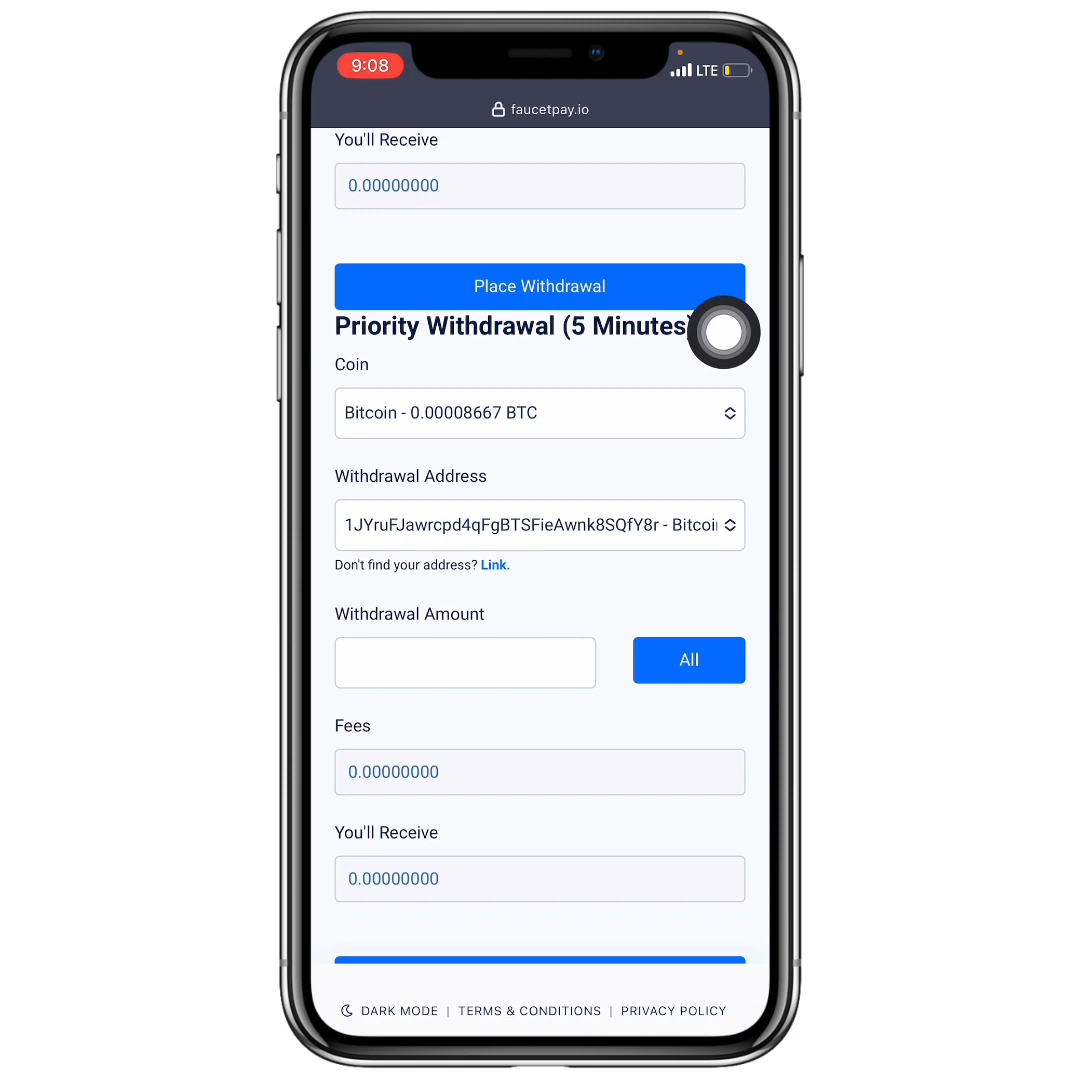 9:08
LTE
faucetpay.io
You'll Receive
0.00000000
Place Withdrawal
Priority Withdrawal (5 Minutes)
Coin
Bitcoin - 0.00008667 BTC
Withdrawal Address
1JYruFJawrcpd4qFgBTSFieAwnk8SQfY8r - Bitcoi
Don't find your address? Link.
Withdrawal Amount
All
Fees
0.00000000
You'll Receive
0.00000000
DARK MODE | TERMS & CONDITIONS | PRIVACY POLICY